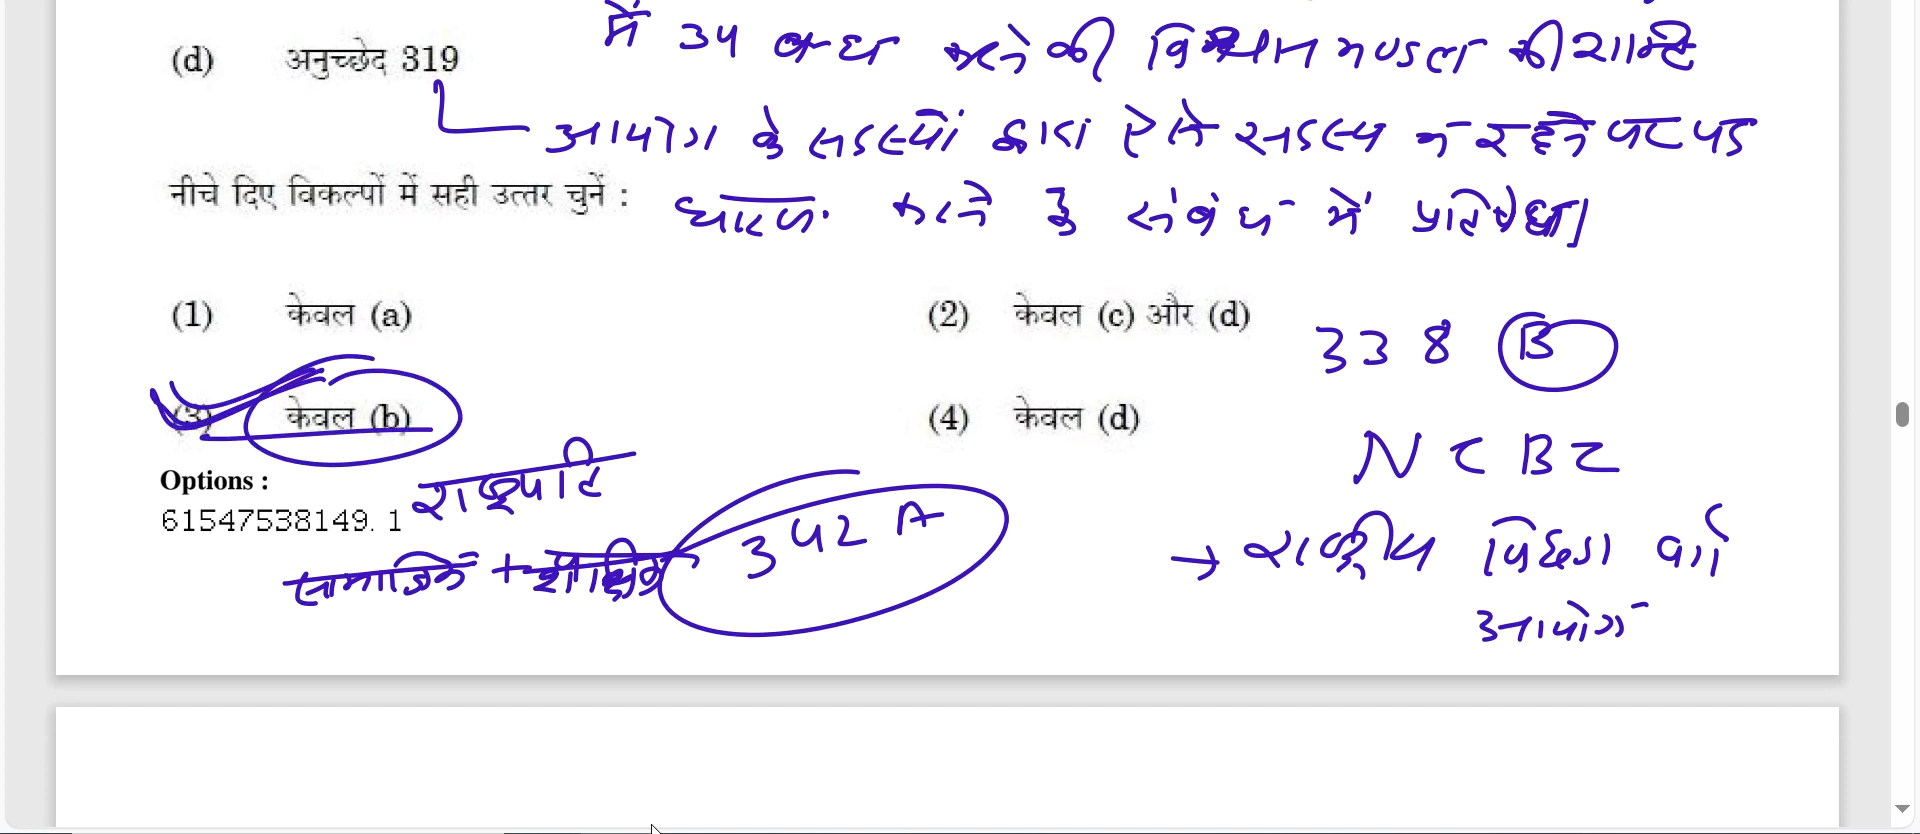 में उपबंध करने की विधान मण्डल की शक्ति
(d) अनुच्छेद 319
आयोग के सदस्यों द्वारा ऐसे सदस्य न रहने पर पद
नीचे दिए विकल्पों में सही उत्तर चुनें :
धारण करने के संबंध में प्रतिषेध।
(1) केवल (a) (2) केवल (c) और (d)
338 B
(3) केवल (b) (4) केवल (d)
NCBC
Options :
राष्ट्रपति
61547538149. 1
342 A
सामाजिक + शैक्षिक
→ राष्ट्रीय पिछडा वर्ग
आयोग